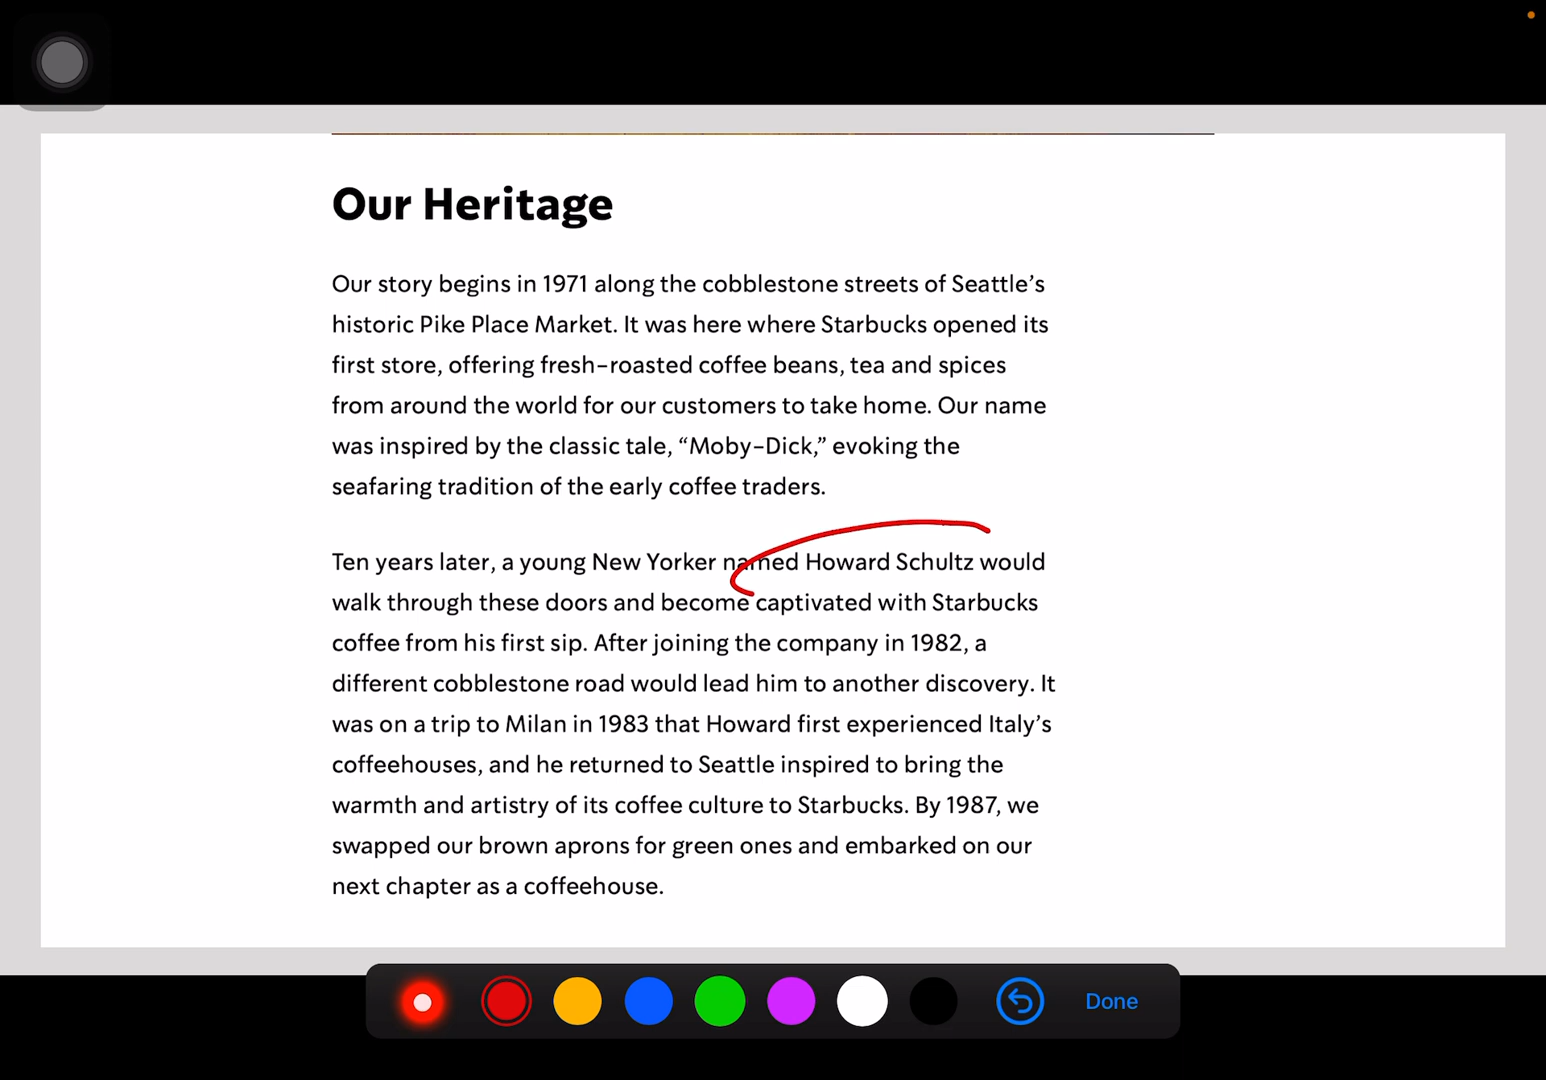 Our Heritage
Our story begins in 1971 along the cobblestone streets of Seattle’s
historic Pike Place Market. It was here where Starbucks opened its
first store, offering fresh-roasted coffee beans, tea and spices
from around the world for our customers to take home. Our name
was inspired by the classic tale, “Moby-Dick,” evoking the
seafaring tradition of the early coffee traders.
Ten years later, a young New Yorker named Howard Schultz would
walk through these doors and become captivated with Starbucks
coffee from his first sip. After joining the company in 1982, a
different cobblestone road would lead him to another discovery. It
was on a trip to Milan in 1983 that Howard first experienced Italy’s
coffeehouses, and he returned to Seattle inspired to bring the
warmth and artistry of its coffee culture to Starbucks. By 1987, we
swapped our brown aprons for green ones and embarked on our
next chapter as a coffeehouse.
Done